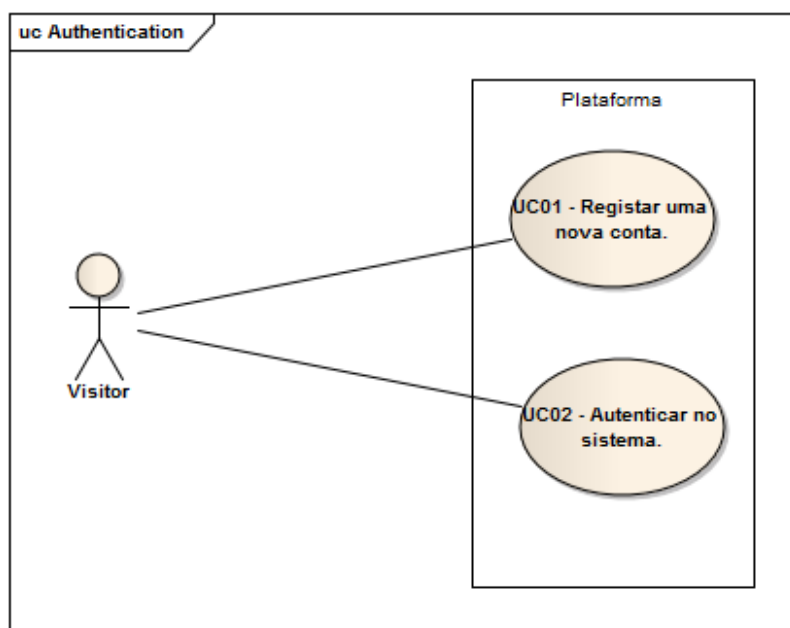 uc Authentication
Plataforma
UC01 - Registar uma
nova conta.
Visitor
UC02 - Autenticar no
sistema.